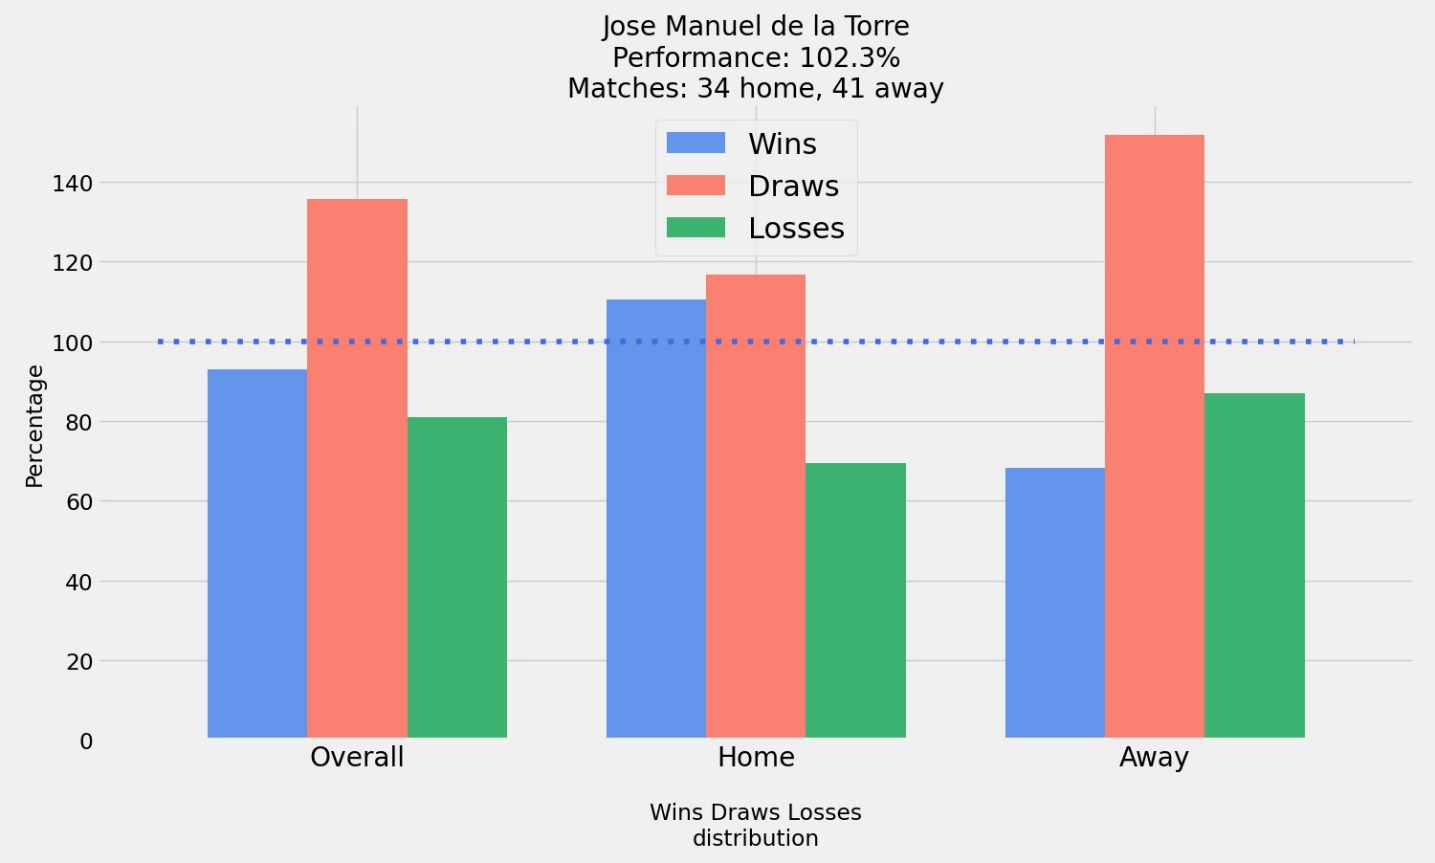 Jose Manuel de la Torre
Performance: 102.3%
Matches: 34 home, 41 away
Wins
Draws
Losses
140
120
100
80
60
40
20
0
Percentage
Overall Home Away
Wins Draws Losses
distribution